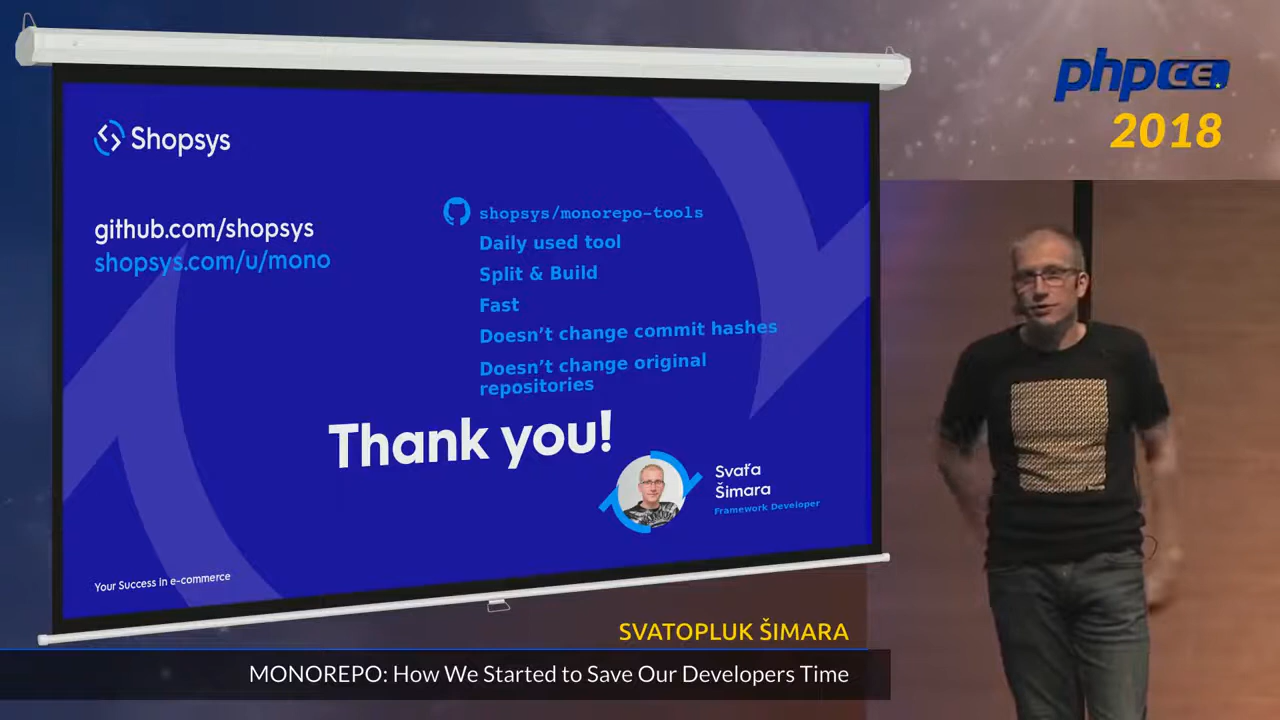 Shopsys
github.com/shopsys
shopsys.com/u/mono
shopsys/monorepo-tools
Daily used tool
Split & Build
Fast
Doesn't change commit hashes
Doesn't change original
repositories
Thank you!
Svaťa
Šimara
Framework Developer
Your Success in e-commerce
php CE
2018
SVATOPLUK ŠIMARA
MONOREPO: How We Started to Save Our Developers Time